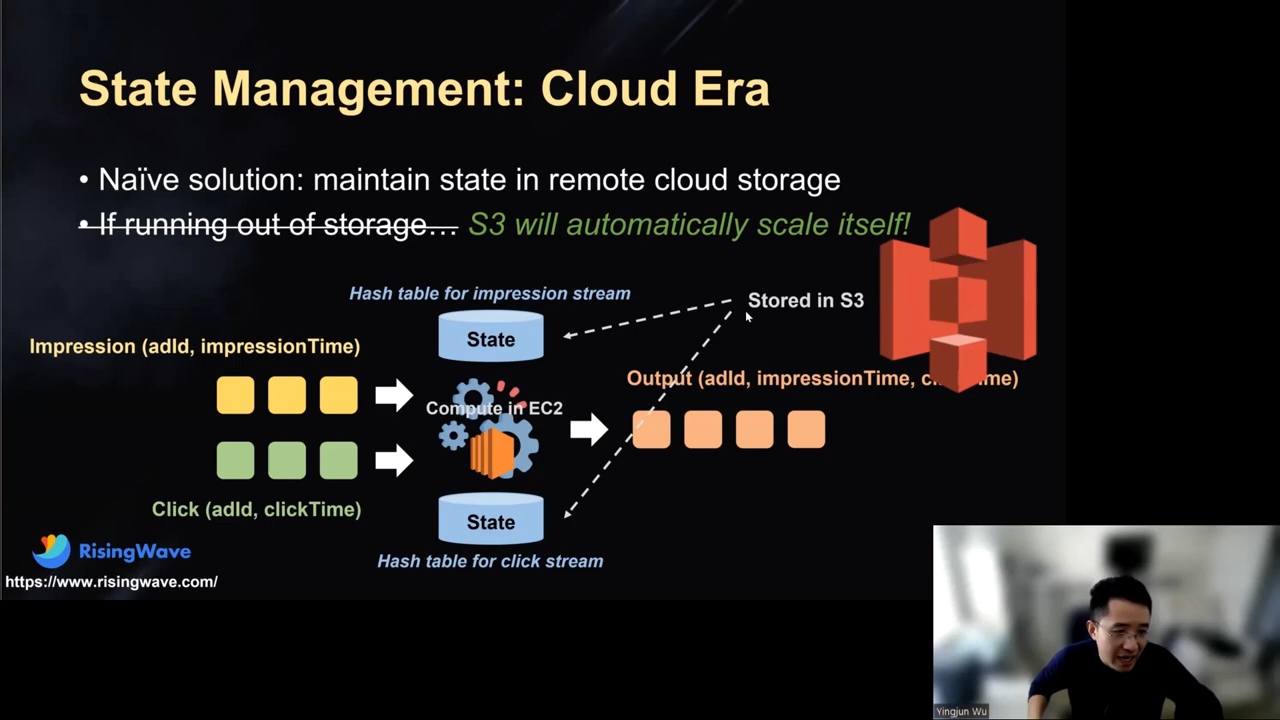 State Management: Cloud Era
• Naïve solution: maintain state in remote cloud storage
• If running out of storage… S3 will automatically scale itself!
Hash table for impression stream
Stored in S3
State
Impression (adId, impressionTime)
Output (adId, impressionTime, c me)
Compute in EC2
Click (adId, clickTime)
State
Hash table for click stream
RisingWave
https://www.risingwave.com/
Yingjun Wu